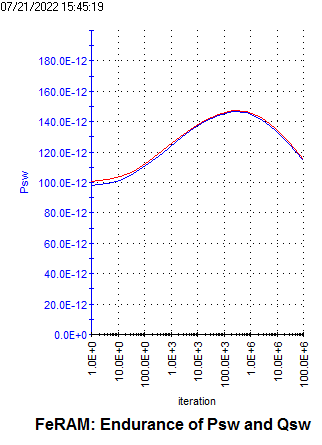 07/21/2022 15:45:19
180.0E-12
160.0E-12
140.0E-12
120.0E-12
100.0E-12
80.0E-12
60.0E-12
40.0E-12
20.0E-12
0.0E+0
Psw
1.0E+0
10.0E+0
100.0E+0
1.0E+3
10.0E+3
100.0E+3
1.0E+6
10.0E+6
100.0E+6
iteration
FeRAM: Endurance of Psw and Qsw